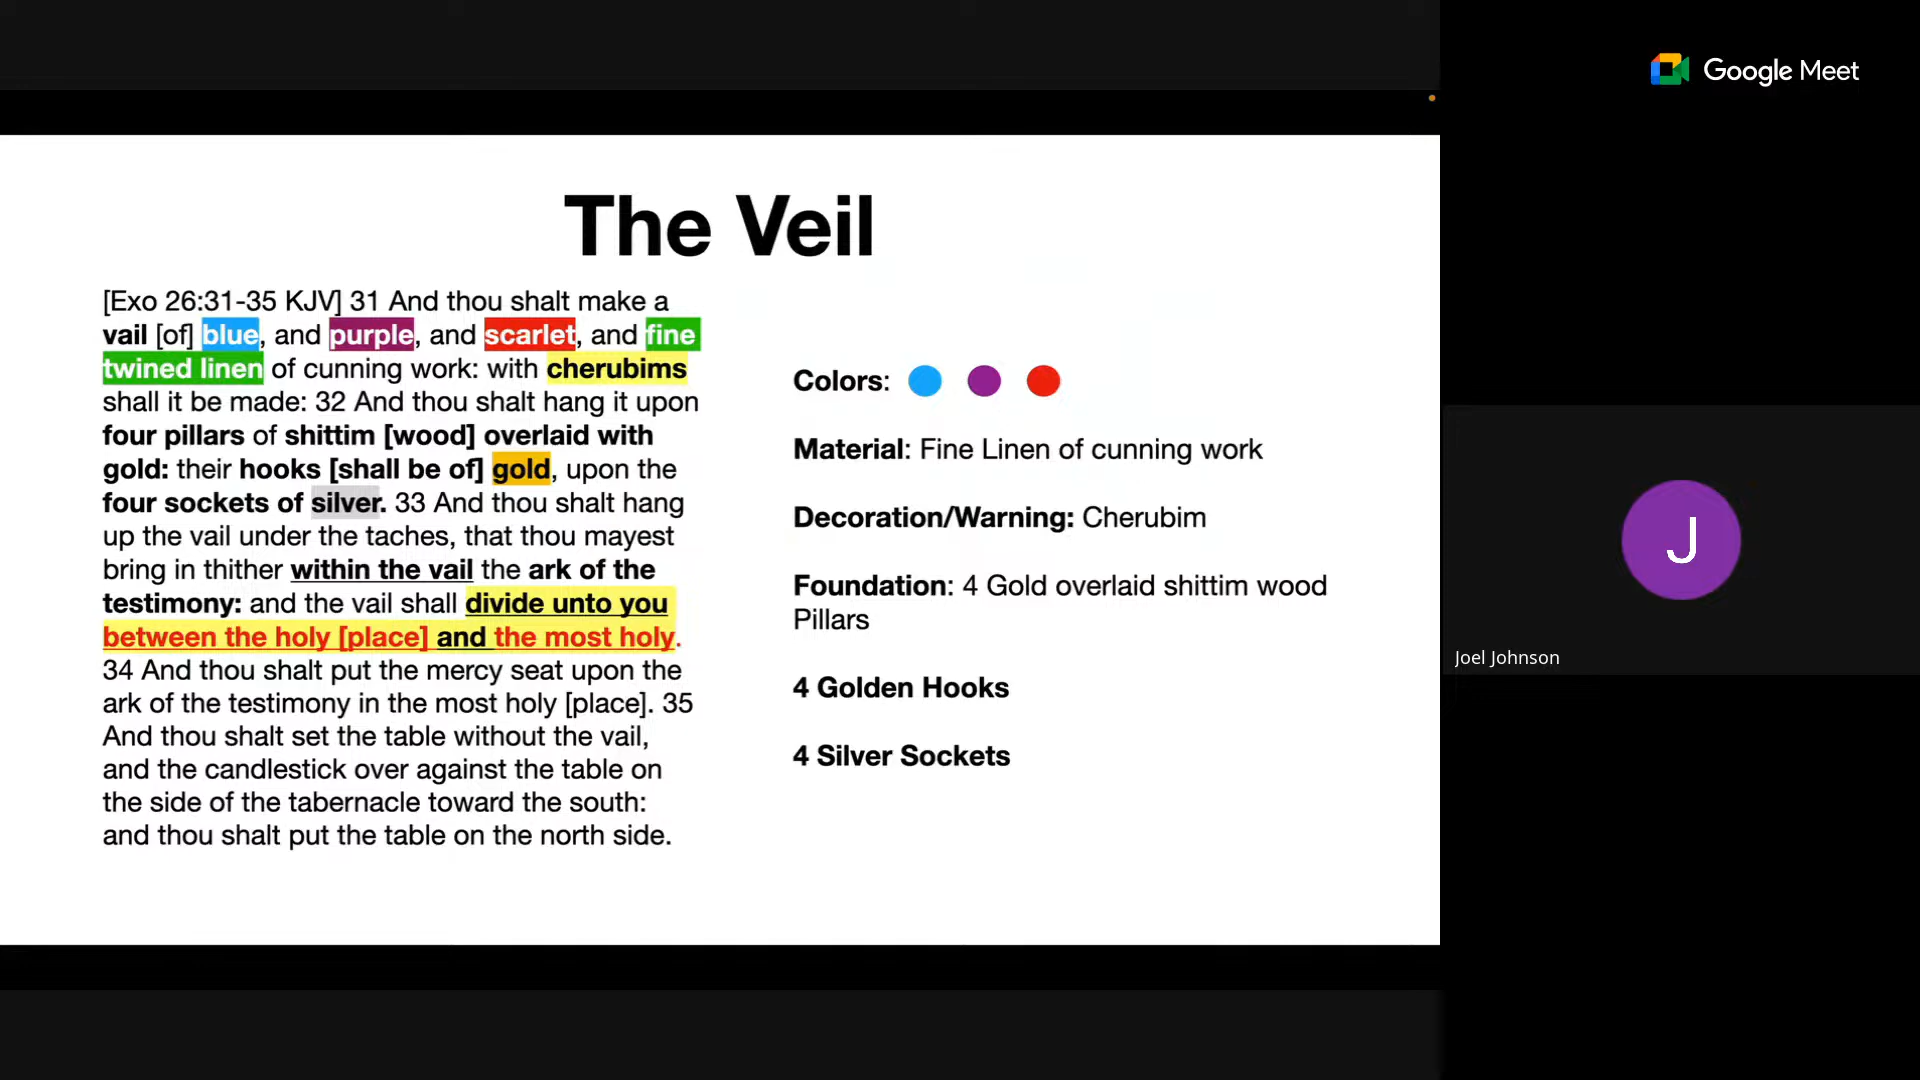 Google Meet
The Veil
[Exo 26:31-35 KJV] 31 And thou shalt make a
vail [of] blue, and purple, and scarlet, and fine
twined linen of cunning work: with cherubims
shall it be made: 32 And thou shalt hang it upon
four pillars of shittim [wood] overlaid with
gold: their hooks [shall be of] gold, upon the
four sockets of silver. 33 And thou shalt hang
up the vail under the taches, that thou mayest
bring in thither within the vail the ark of the
testimony: and the vail shall divide unto you
between the holy [place] and the most holy.
34 And thou shalt put the mercy seat upon the
ark of the testimony in the most holy [place]. 35
And thou shalt set the table without the vail,
and the candlestick over against the table on
the side of the tabernacle toward the south:
and thou shalt put the table on the north side.
Colors:
Material: Fine Linen of cunning work
Decoration/Warning: Cherubim
Foundation: 4 Gold overlaid shittim wood
Pillars
4 Golden Hooks
4 Silver Sockets
J
Joel Johnson